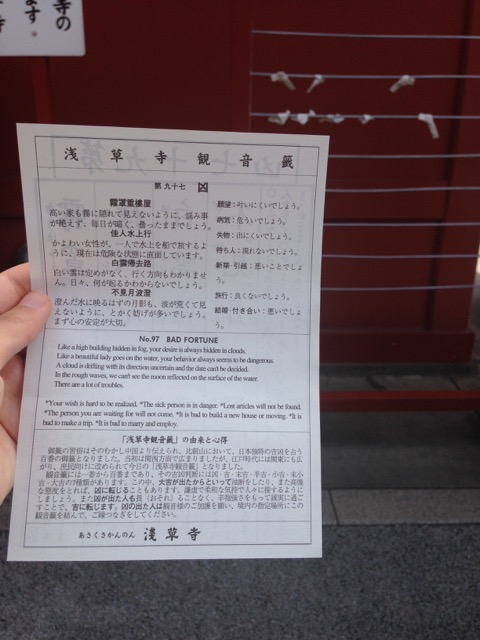 浅草寺観音籤
第九十七 凶
霧罩重樓屋
高い家も霧に隠れて見えないように、悩み事
が絶えず、毎日が暗く、曇ったままでしょう。
佳人水上行
かよわい女性が、一人で水上を船で旅するよ
うに、現在は危険な状態に直面しています。
白雲帰去路
白い雲は定めがなく、行く方向もわかりませ
ん。日々、何が起るかわからないでしょう。
不見月波澄
澄んだ水に映るはずの月影も、波が荒くて見
えないように、とかく妨げが多いでしょう。
まず心の安定が大切。
願望：叶いにくいでしょう。
病気：危ういでしょう。
失物：出にくいでしょう。
待ち人：現れないでしょう。
新築・引越：悪いことでしょ
う。
旅行：良くないでしょう。
結婚・付き合い：悪いでしょ
う。
No.97 BAD FORTUNE
Like a high building hidden in fog, your desire is always hidden in clouds.
Like a beautiful lady goes on the water, your behavior always seems to be dangerous.
A cloud is drifting with its direction uncertain and the date can't be decided.
In the rough waves, we can't see the moon reflected on the surface of the water.
There are a lot of troubles.
*Your wish is hard to be realized. *The sick person is in danger. *Lost articles will not be found.
*The person you are waiting for will not come. *It is bad to build a new house or moving. *It is
bad to make a trip. *It is bad to marry and employ.
「浅草寺観音籤」の由来と心得
御籤の習俗はそのむかし中国より伝えられ、比叡山において、日本独特の吉凶を占う
百番の御籤となりました。当初は関西方面で広まりましたが、江戸時代には関東にも広
がり、庶民向けに改められて今日の「浅草寺観音籤」となりました。
観音籤には一番から百番まであり、その吉凶判断には凶・吉・末吉・半吉・小吉・末小
吉・大吉の7種類があります。この中、大吉が出たからといって油断をしたり、また高慢
な態度をとれば、凶に転じることもあります。謙虚で柔和な気持で人々に接するようにし
ましょう。また凶が出た人も畏（おそ）れることなく、辛抱強さをもって誠実に過ご
すことで、吉に転じます。凶の出た人は観音様のご加護を願い、境内の指定場所にこの
観音籤を結んで、ご縁つなぎをしてください。
あさくさかんのん 浅草寺